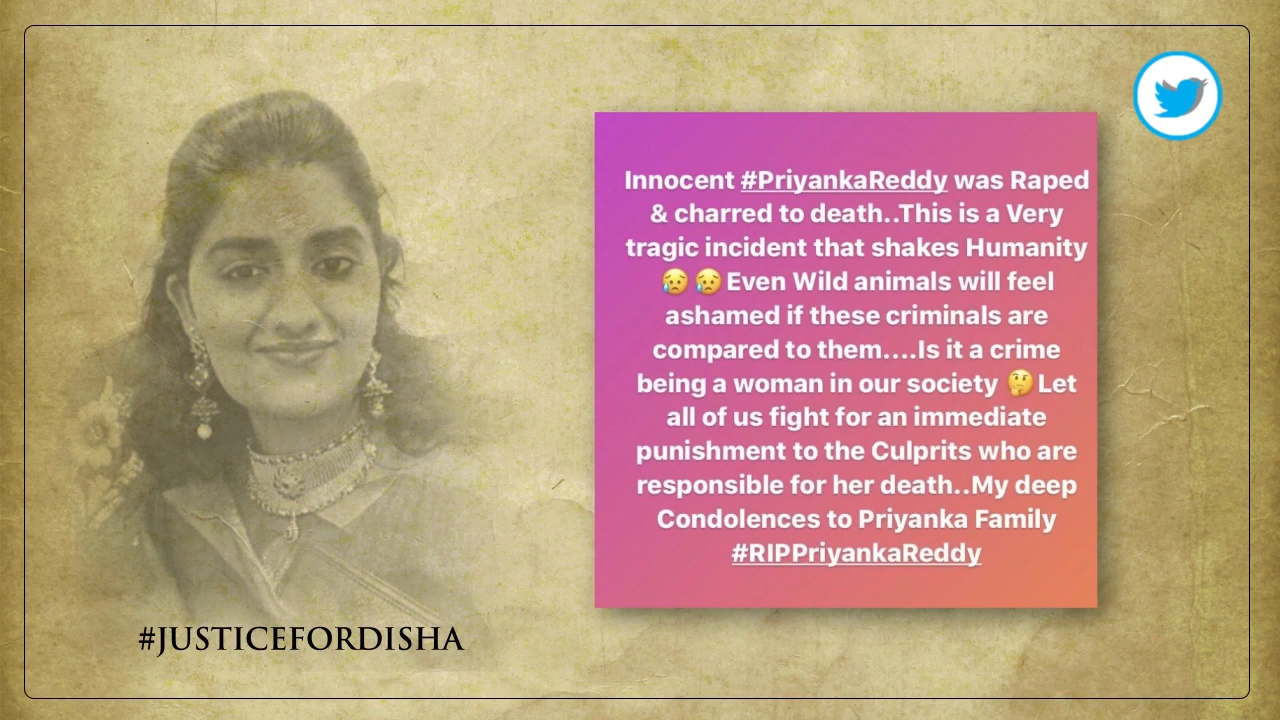 Innocent #PriyankaReddy was Raped
& charred to death..This is a Very
tragic incident that shakes Humanity
😥 😥 Even Wild animals will feel
ashamed if these criminals are
compared to them....Is it a crime
being a woman in our society 🤔 Let
all of us fight for an immediate
punishment to the Culprits who are
responsible for her death..My deep
Condolences to Priyanka Family
#RIPPriyankaReddy
#JUSTICEFORDISHA